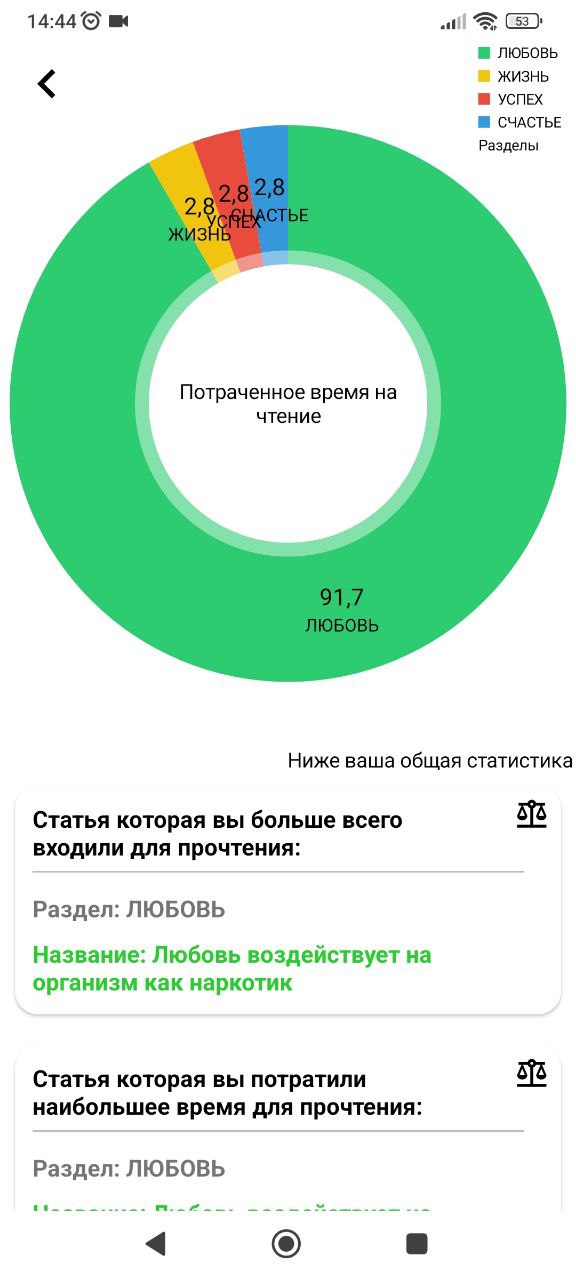 14:44
53
ЛЮБОВЬ
ЖИЗНЬ
УСПЕХ
СЧАСТЬЕ
Разделы
2,8
ЖИЗНЬ
2,8
УСПЕХ
2,8
СЧАСТЬЕ
Потраченное время на
чтение
91,7
ЛЮБОВЬ
Ниже ваша общая статистика
Статья которая вы больше всего
входили для прочтения:
Раздел: ЛЮБОВЬ
Название: Любовь воздействует на
организм как наркотик
Статья которая вы потратили
наибольшее время для прочтения:
Раздел: ЛЮБОВЬ